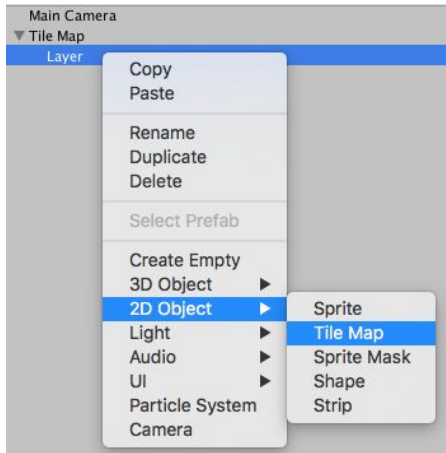 Main Camera
Tile Map
Layer
Copy
Paste
Rename
Duplicate
Delete
Select Prefab
Create Empty
3D Object
2D Object
Light
Audio
UI
Particle System
Camera
Sprite
Tile Map
Sprite Mask
Shape
Strip